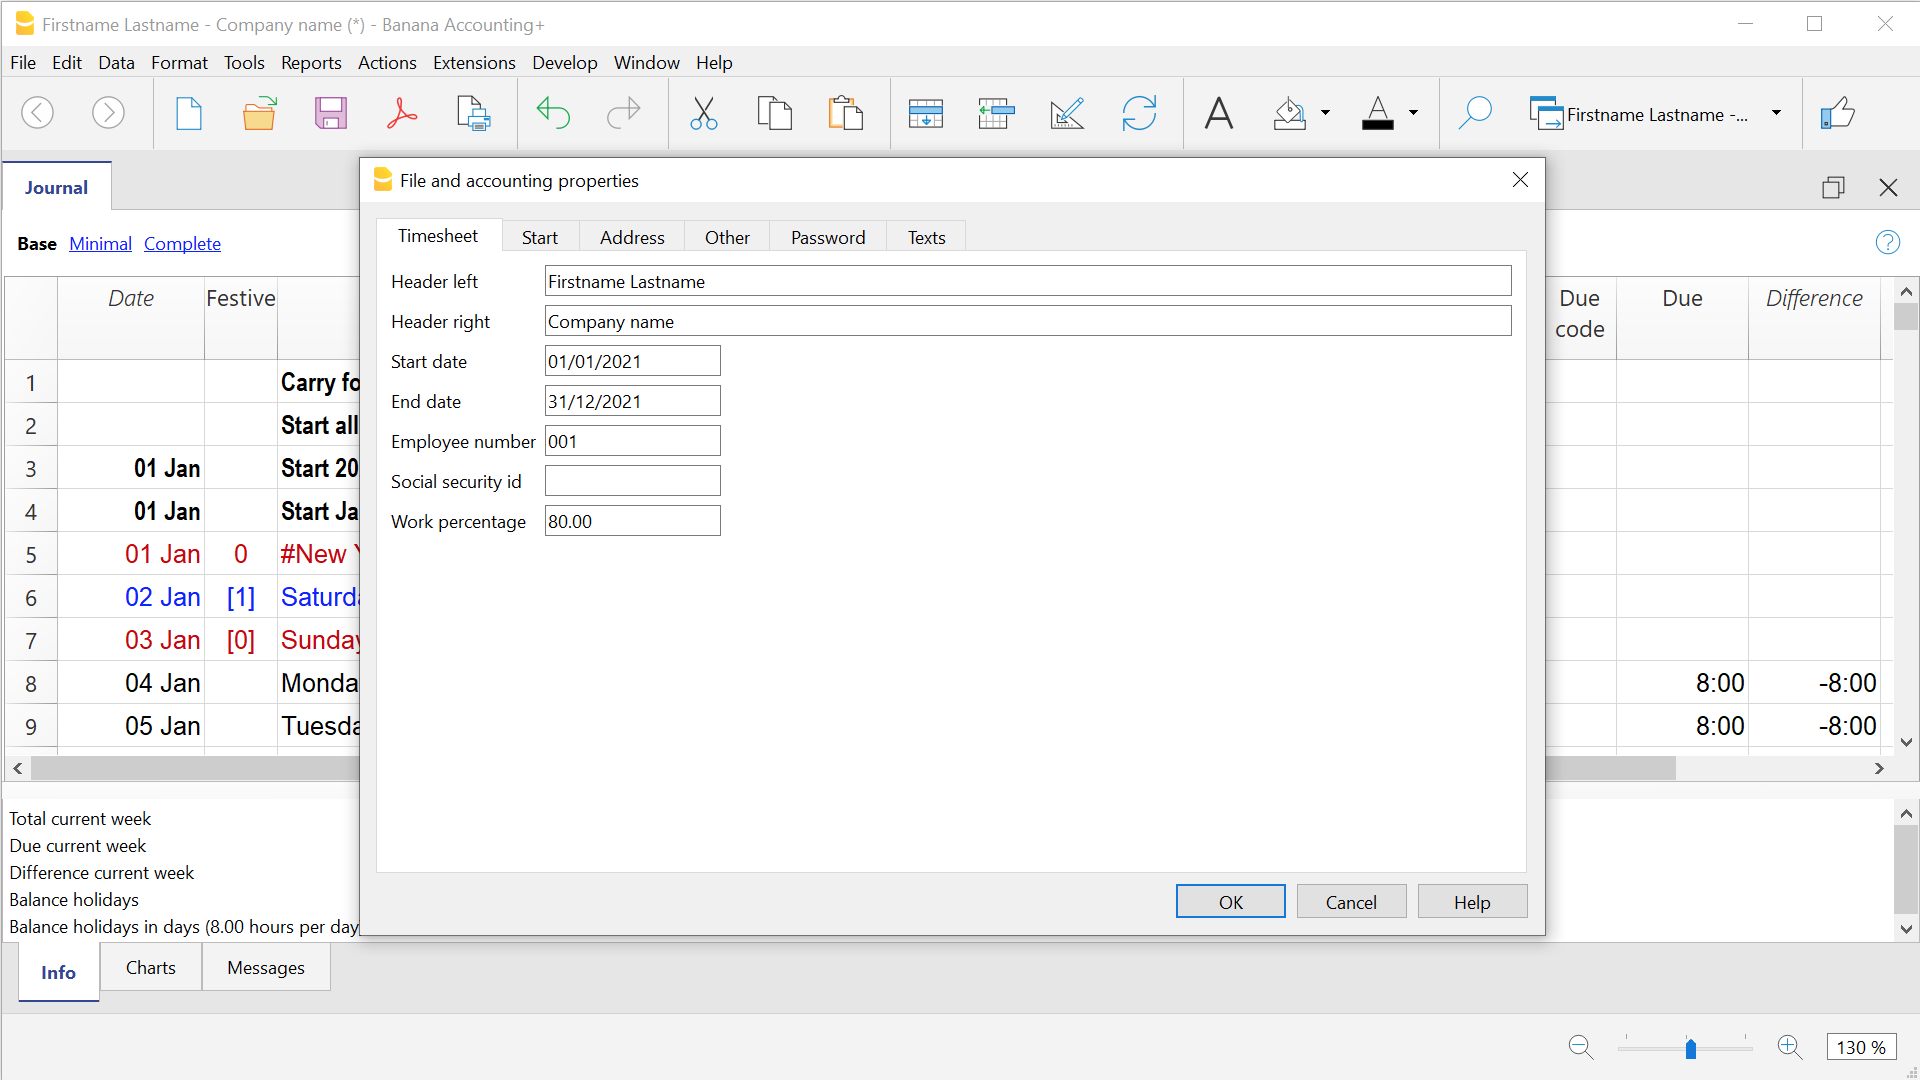 Firstname Lastname - Company name (*) - Banana Accounting+
File Edit Data Format Tools Reports Actions Extensions Develop Window Help
Firstname Lastname -...
Journal
Base Minimal Complete
Date Festive Due code Due Difference
1 Carry fo
2 Start all
3 01 Jan Start 20
4 01 Jan Start Ja
5 01 Jan 0 #New
6 02 Jan [1] Saturda
7 03 Jan [0] Sunday
8 04 Jan Monda 8:00 -8:00
9 05 Jan Tuesda 8:00 -8:00
File and accounting properties
Timesheet Start Address Other Password Texts
Header left Firstname Lastname
Header right Company name
Start date 01/01/2021
End date 31/12/2021
Employee number 001
Social security id
Work percentage 80.00
OK Cancel Help
Total current week
Due current week
Difference current week
Balance holidays
Balance holidays in days (8.00 hours per day
Info Charts Messages
130 %